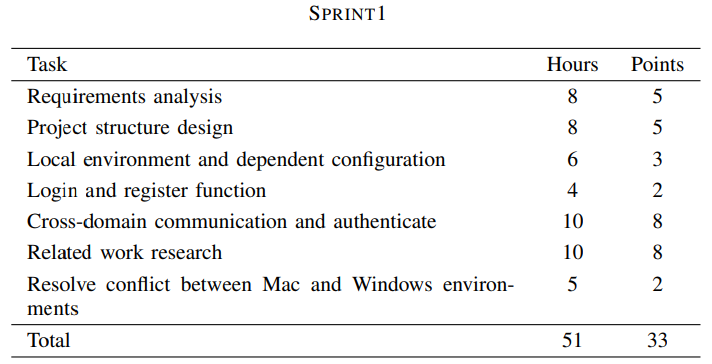 SPRINT1
Task Hours Points
Requirements analysis 8 5
Project structure design 8 5
Local environment and dependent configuration 6 3
Login and register function 4 2
Cross-domain communication and authenticate 10 8
Related work research 10 8
Resolve conflict between Mac and Windows environ- 5 2
ments
Total 51 33